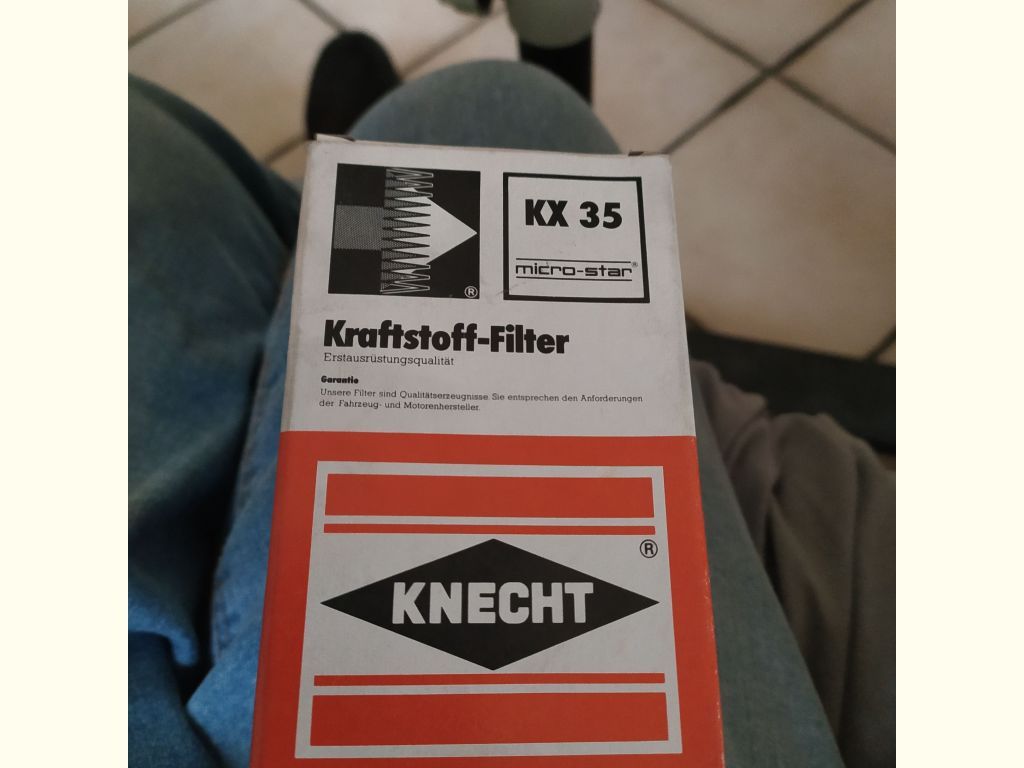 KX 35
micro-star®
®
Kraftstoff-Filter
Erstausrüstungsqualität
Garantie
Unsere Filter sind Qualitätserzeugnisse. Sie entsprechen den Anforderungen
der Fahrzeug- und Motorenhersteller.
®
KNECHT